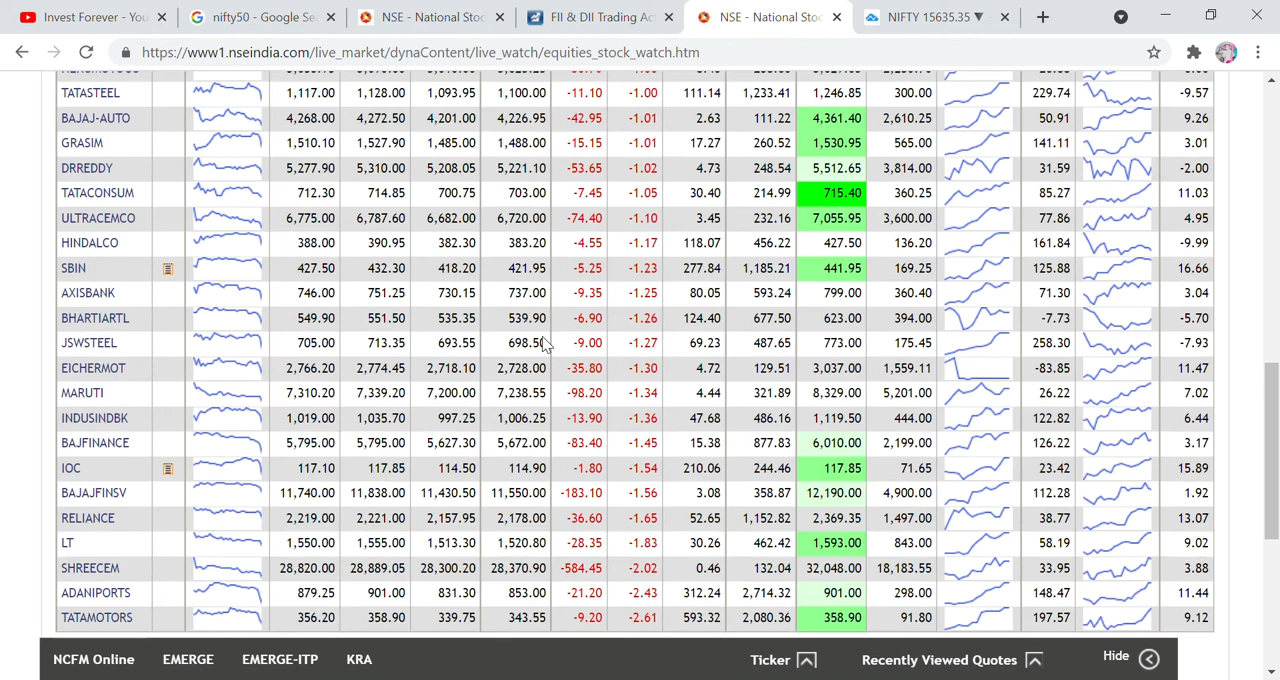 Invest Forever - You
nifty50 - Google Se
NSE - National Stoc
FII & DII Trading Ac
NSE - National Stoc
NIFTY 15635.35 ▼
https://www1.nseindia.com/live_market/dynaContent/live_watch/equities_stock_watch.htm
TATASTEEL 1,117.00 1,128.00 1,093.95 1,100.00 -11.10 -1.00 111.14 1,233.41 1,246.85 300.00 229.74 -9.57
BAJAJ-AUTO 4,268.00 4,272.50 4,201.00 4,226.95 -42.95 -1.01 2.63 111.22 4,361.40 2,610.25 50.91 9.26
GRASIM 1,510.10 1,527.90 1,485.00 1,488.00 -15.15 -1.01 17.27 260.52 1,530.95 565.00 141.11 3.01
DRREDDY 5,277.90 5,310.00 5,208.05 5,221.10 -53.65 -1.02 4.73 248.54 5,512.65 3,814.00 31.59 -2.00
TATACONSUM 712.30 714.85 700.75 703.00 -7.45 -1.05 30.40 214.99 715.40 360.25 85.27 11.03
ULTRACEMCO 6,775.00 6,787.60 6,682.00 6,720.00 -74.40 -1.10 3.45 232.16 7,055.95 3,600.00 77.86 4.95
HINDALCO 388.00 390.95 382.30 383.20 -4.55 -1.17 118.07 456.22 427.50 136.20 161.84 -9.99
SBIN 427.50 432.30 418.20 421.95 -5.25 -1.23 277.84 1,185.21 441.95 169.25 125.88 16.66
AXISBANK 746.00 751.25 730.15 737.00 -9.35 -1.25 80.05 593.24 799.00 360.40 71.30 3.04
BHARTIARTL 549.90 551.50 535.35 539.90 -6.90 -1.26 124.40 677.50 623.00 394.00 -7.73 -5.70
JSWSTEEL 705.00 713.35 693.55 698.50 -9.00 -1.27 69.23 487.65 773.00 175.45 258.30 -7.93
EICHERMOT 2,766.20 2,774.45 2,718.10 2,728.00 -35.80 -1.30 4.72 129.51 3,037.00 1,559.11 -83.85 11.47
MARUTI 7,310.20 7,339.20 7,200.00 7,238.55 -98.20 -1.34 4.44 321.89 8,329.00 5,201.00 26.22 7.02
INDUSINDBK 1,019.00 1,035.70 997.25 1,006.25 -13.90 -1.36 47.68 486.16 1,119.50 444.00 122.82 6.44
BAJFINANCE 5,795.00 5,795.00 5,627.30 5,672.00 -83.40 -1.45 15.38 877.83 6,010.00 2,199.00 126.22 3.17
IOC 117.10 117.85 114.50 114.90 -1.80 -1.54 210.06 244.46 117.85 71.65 23.42 15.89
BAJAJFINSV 11,740.00 11,838.00 11,430.50 11,550.00 -183.10 -1.56 3.08 358.87 12,190.00 4,900.00 112.28 1.92
RELIANCE 2,219.00 2,221.00 2,157.95 2,178.00 -36.60 -1.65 52.65 1,152.82 2,369.35 1,497.00 38.77 13.07
LT 1,550.00 1,555.00 1,513.30 1,520.80 -28.35 -1.83 30.26 462.42 1,593.00 843.00 58.19 9.02
SHREECEM 28,820.00 28,889.05 28,300.20 28,370.90 -584.45 -2.02 0.46 132.04 32,048.00 18,183.55 33.95 3.88
ADANIPORTS 879.25 901.00 831.30 853.00 -21.20 -2.43 312.24 2,714.32 901.00 298.00 148.47 11.44
TATAMOTORS 356.20 358.90 339.75 343.55 -9.20 -2.61 593.32 2,080.36 358.90 91.80 197.57 9.12
NCFM Online EMERGE EMERGE-ITP KRA Ticker Recently Viewed Quotes Hide